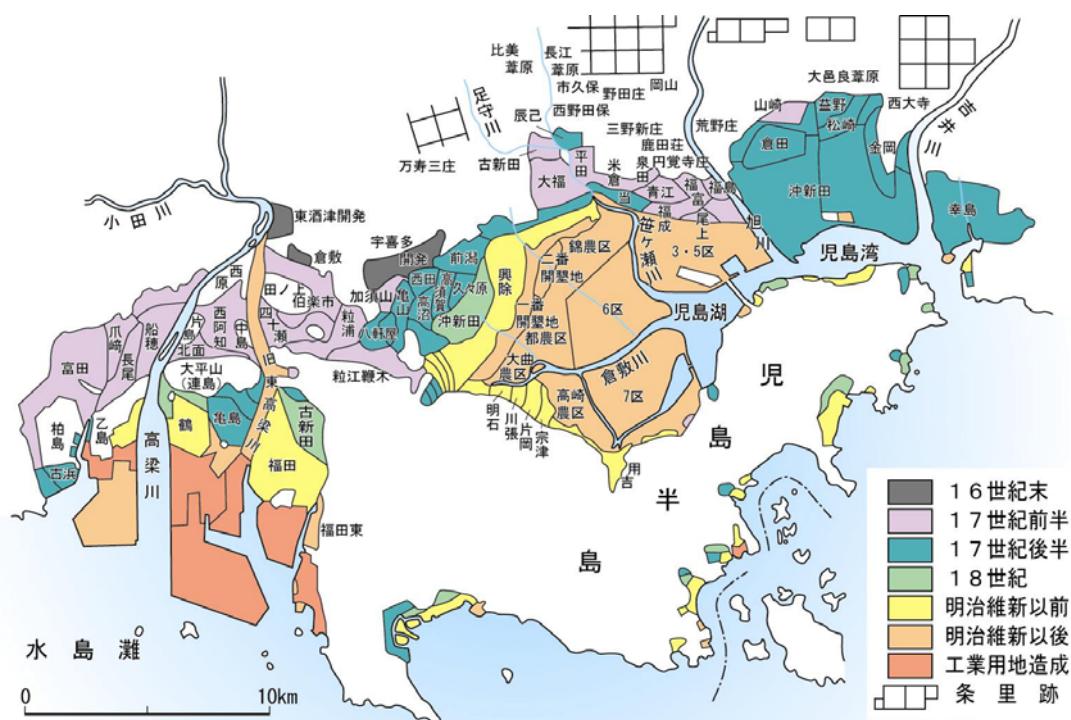 比美葦原
長江葦原
市久保
野田庄
岡山
西野田保
足守川
辰己
三野新庄
鹿田荘
円覚寺庄
荒野庄
大邑良葦原
西大寺
吉井川
山崎
益野
松崎
金岡
倉田
沖新田
幸島
万寿三庄
古新田
大福
平田
米倉
泉田
当
青江
福成
福富
尾上
福島
旭川
児島湾
小田川
東酒津開発
倉敷
宇喜多開発
前潟
西田
高須賀
高沼
久々原
亀山
加須山
八軒屋
沖新田
興除
二番開墾地
錦農区
笹ヶ瀬川
3・5区
一番開墾地
都農区
6区
児島湖
大曲農区
倉敷川
7区
高崎農区
西原
田ノ上
伯楽市
四十瀬
粒浦
粒江鞭木
爪崎
船穂
長尾
片島
西阿知
中島
北面
富田
大平山
(連島)
旧東高梁川
柏島
乙島
古浜
高梁川
鶴
亀島
古新田
福田
福田東
明石
川張
片岡
宗津
用吉
児島半島
水島灘
0
10km
16世紀末
17世紀前半
17世紀後半
18世紀
明治維新以前
明治維新以後
工業用地造成
条里跡